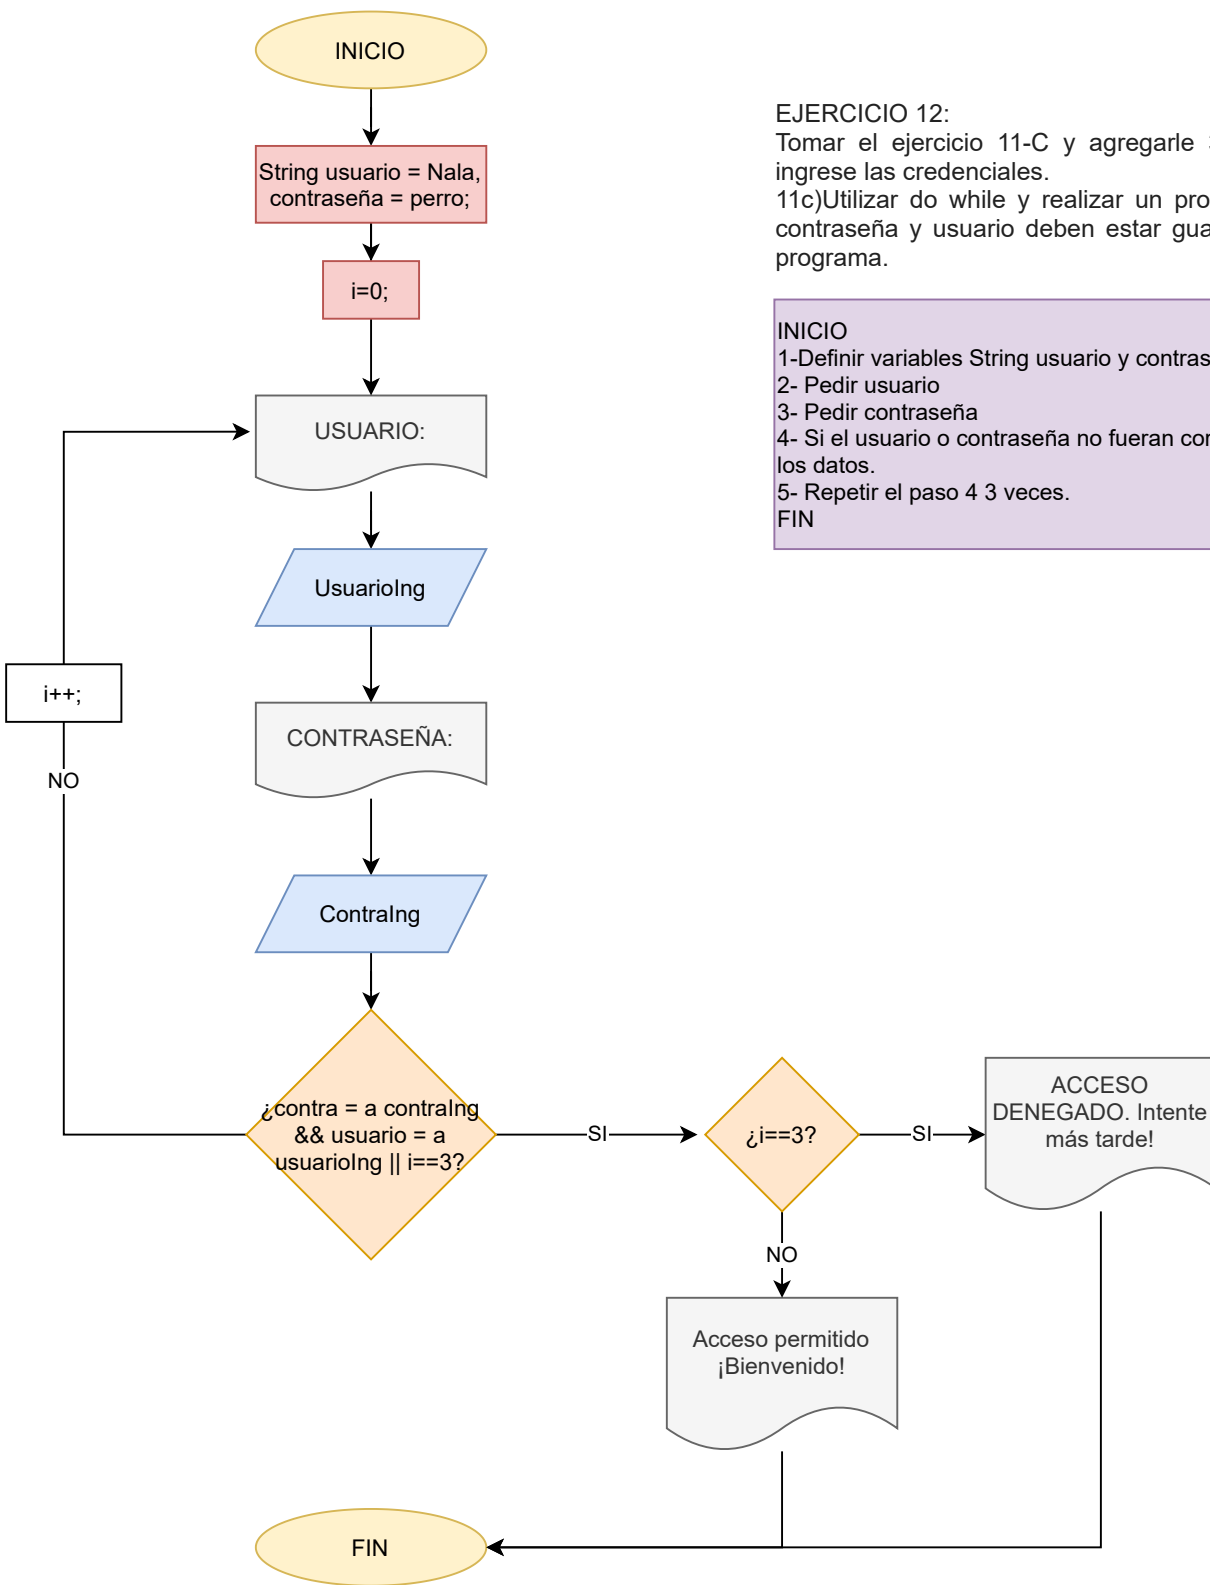 INICIO
String usuario = Nala,
contraseña = perro;
i=0;
USUARIO:
UsuarioIng
i++;
NO
CONTRASEÑA:
ContraIng
¿contra = a contraIng
&& usuario = a
usuarioIng || i==3?
SI
¿i==3?
SI
ACCESO
DENEGADO. Intente
más tarde!
NO
Acceso permitido
¡Bienvenido!
FIN
EJERCICIO 12:
Tomar el ejercicio 11-C y agregarle
ingrese las credenciales.
11c)Utilizar do while y realizar un
contraseña y usuario deben estar
programa.
INICIO
1-Definir variables String usuario y
2- Pedir usuario
3- Pedir contraseña
4- Si el usuario o contraseña no fueran
los datos.
5- Repetir el paso 4 3 veces.
FIN